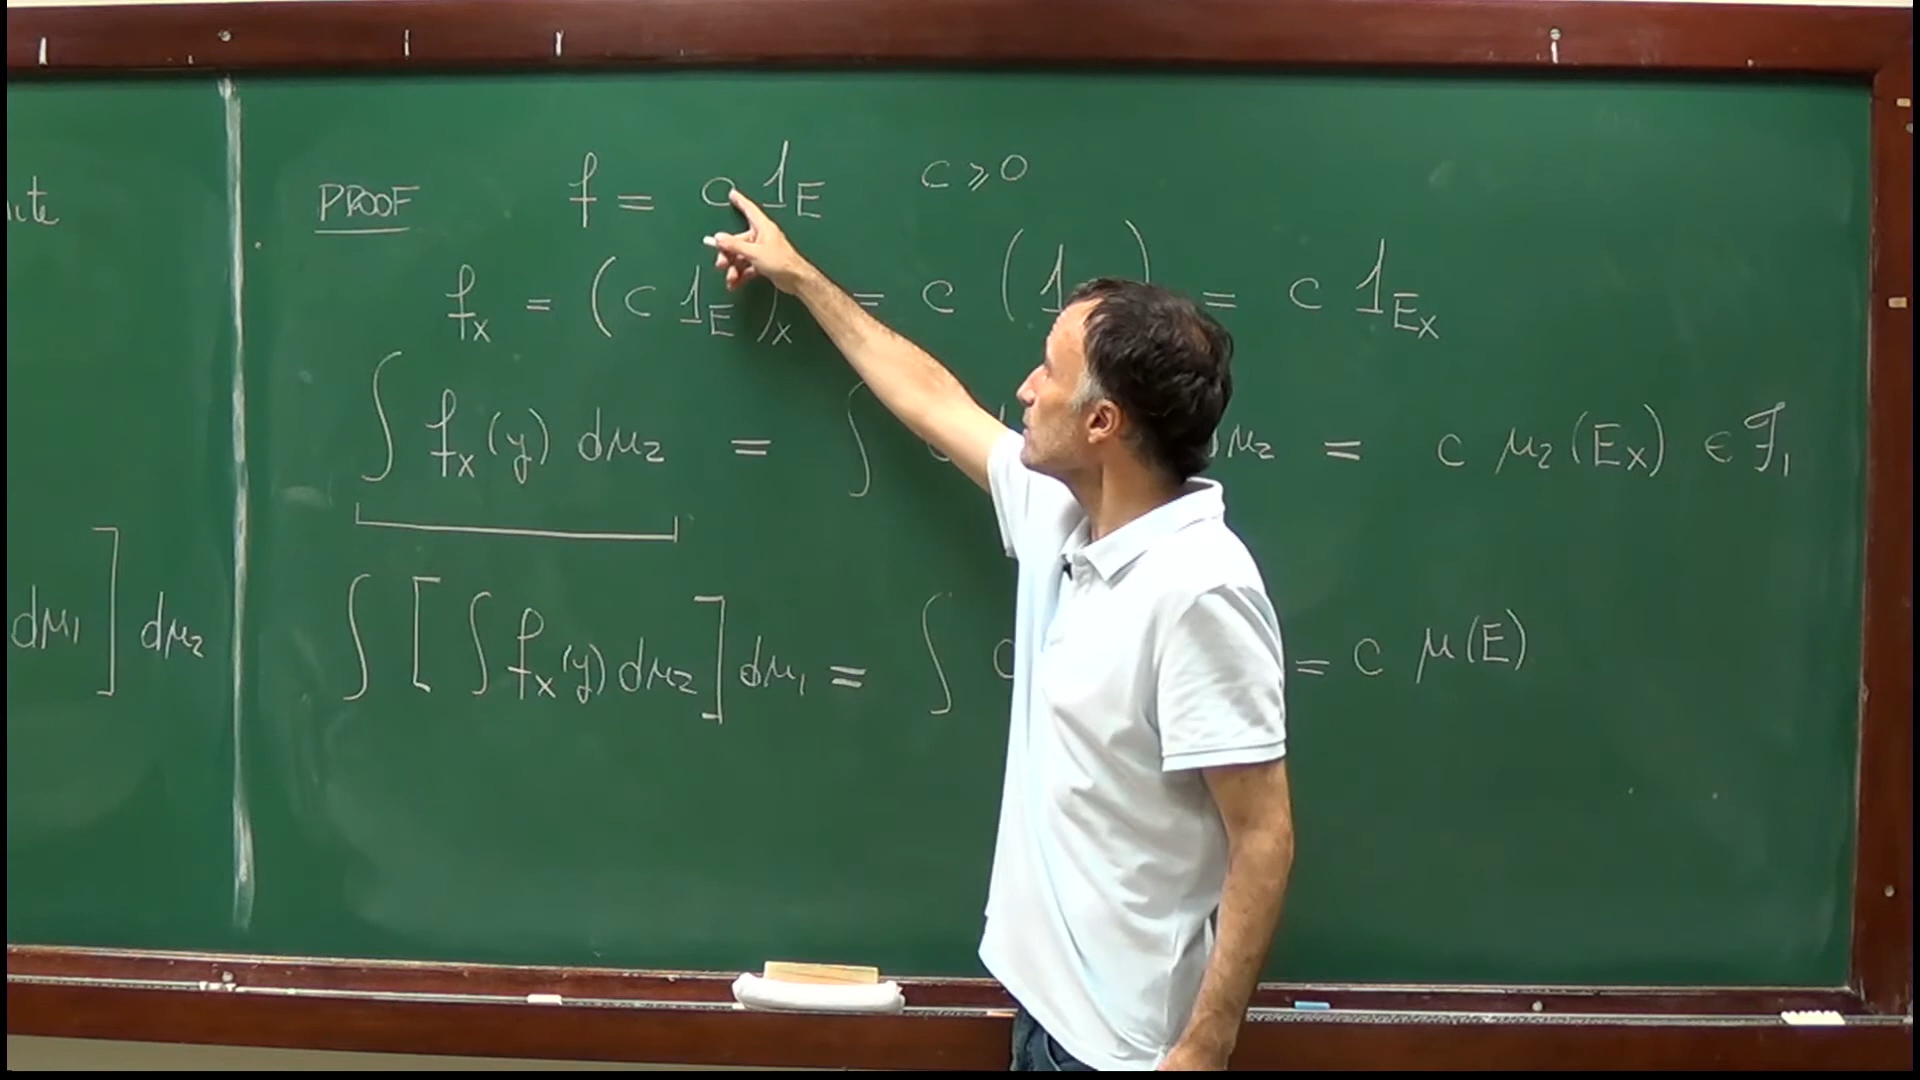 ite
dμ₁ ] dμ₂
PROOF f = c 1_E c ⩾ 0
f_x = (c 1_E)_x = c (1 ) = c 1_{E_x}
∫ f_x(y) dμ₂ = ∫ dμ₂ = c μ₂(E_x) ∈ ℱ₁
∫ [ ∫ f_x(y) dμ₂ ] dμ₁ = ∫ c = c μ(E)